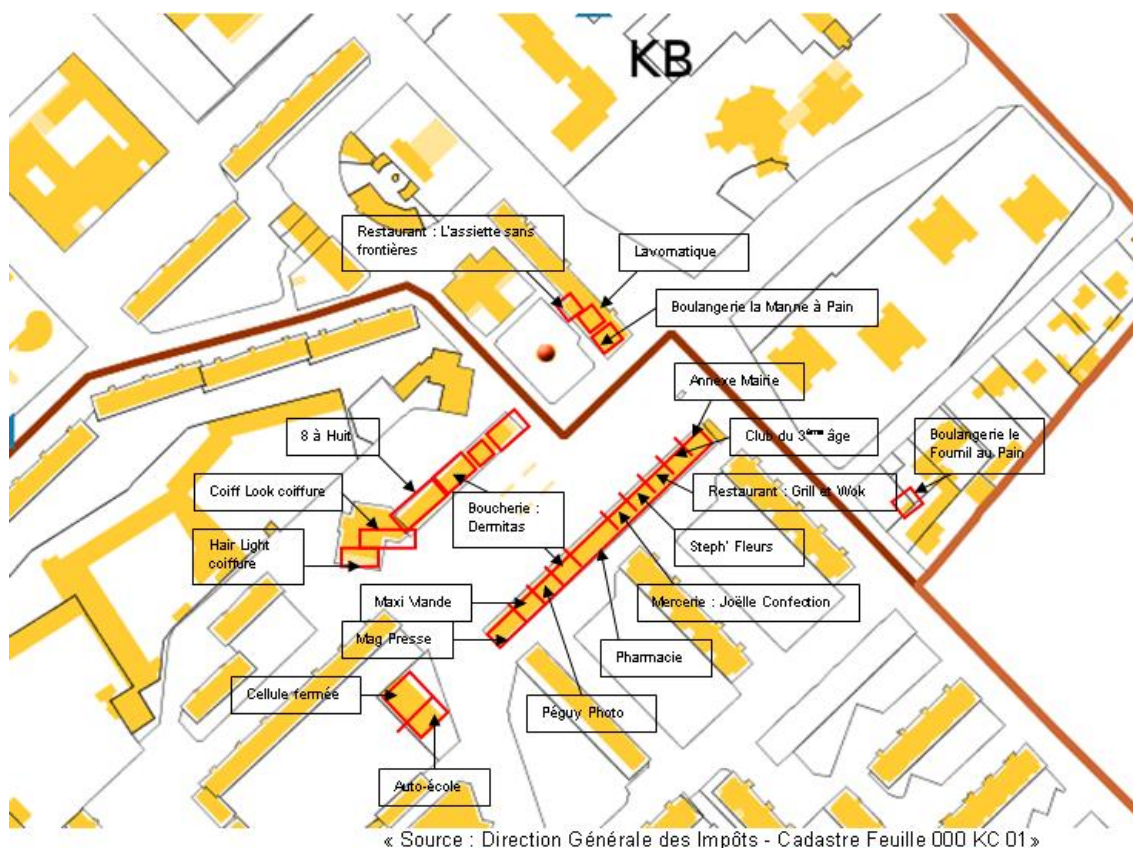 KB
Restaurant : L'assiette sans
frontières
Lavomatique
Boulangerie la Manne à Pain
Annexe Mairie
8 à Huit
Club du 3ème âge
Boulangerie le
Fournil au Pain
Coiff Look coiffure
Boucherie :
Dermitas
Restaurant : Grill et Wok
Hair Light
coiffure
Steph' Fleurs
Maxi Viande
Mercerie : Joëlle Confection
Mag Presse
Pharmacie
Cellule fermée
Péguy Photo
Auto-école
« Source : Direction Générale des Impôts - Cadastre Feuille 000 KC 01 »